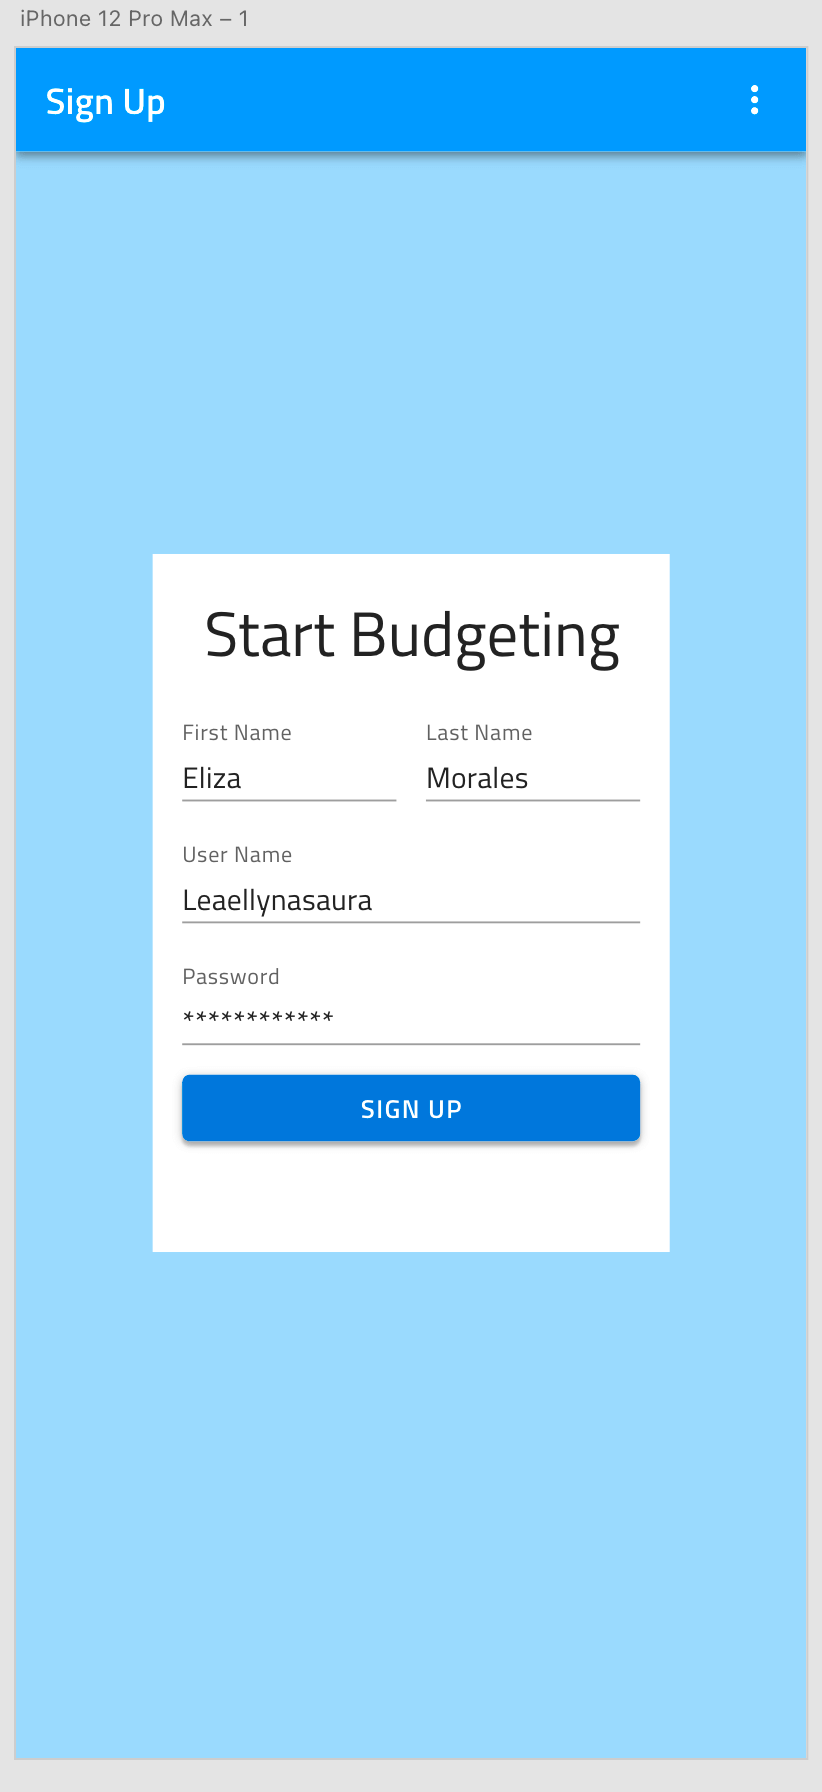 iPhone 12 Pro Max – 1
Sign Up
Start Budgeting
First Name Last Name
Eliza Morales
User Name
Leaellynasaura
Password
************
SIGN UP